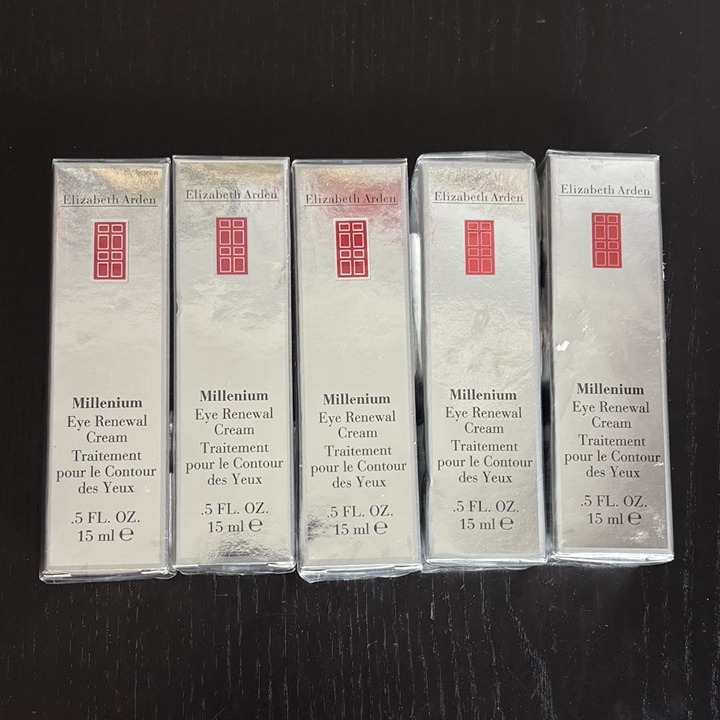 Elizabeth Arden
Millenium
Eye Renewal
Cream
Traitement
pour le Contour
des Yeux
.5 FL. OZ.
15 ml ℮
Elizabeth Arden
Millenium
Eye Renewal
Cream
Traitement
pour le Contour
des Yeux
.5 FL. OZ.
15 ml ℮
Elizabeth Arden
Millenium
Eye Renewal
Cream
Traitement
pour le Contour
des Yeux
.5 FL. OZ.
15 ml ℮
Elizabeth Arden
Millenium
Eye Renewal
Cream
Traitement
pour le Contour
des Yeux
.5 FL. OZ.
15 ml ℮
Elizabeth Arden
Millenium
Eye Renewal
Cream
Traitement
pour le Contour
des Yeux
.5 FL. OZ.
15 ml ℮